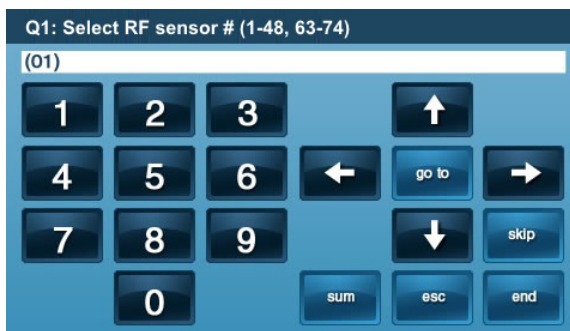 Q1: Select RF sensor # (1-48, 63-74)
(01)
1 2 3
4 5 6 go to
7 8 9 skip
0 sum esc end